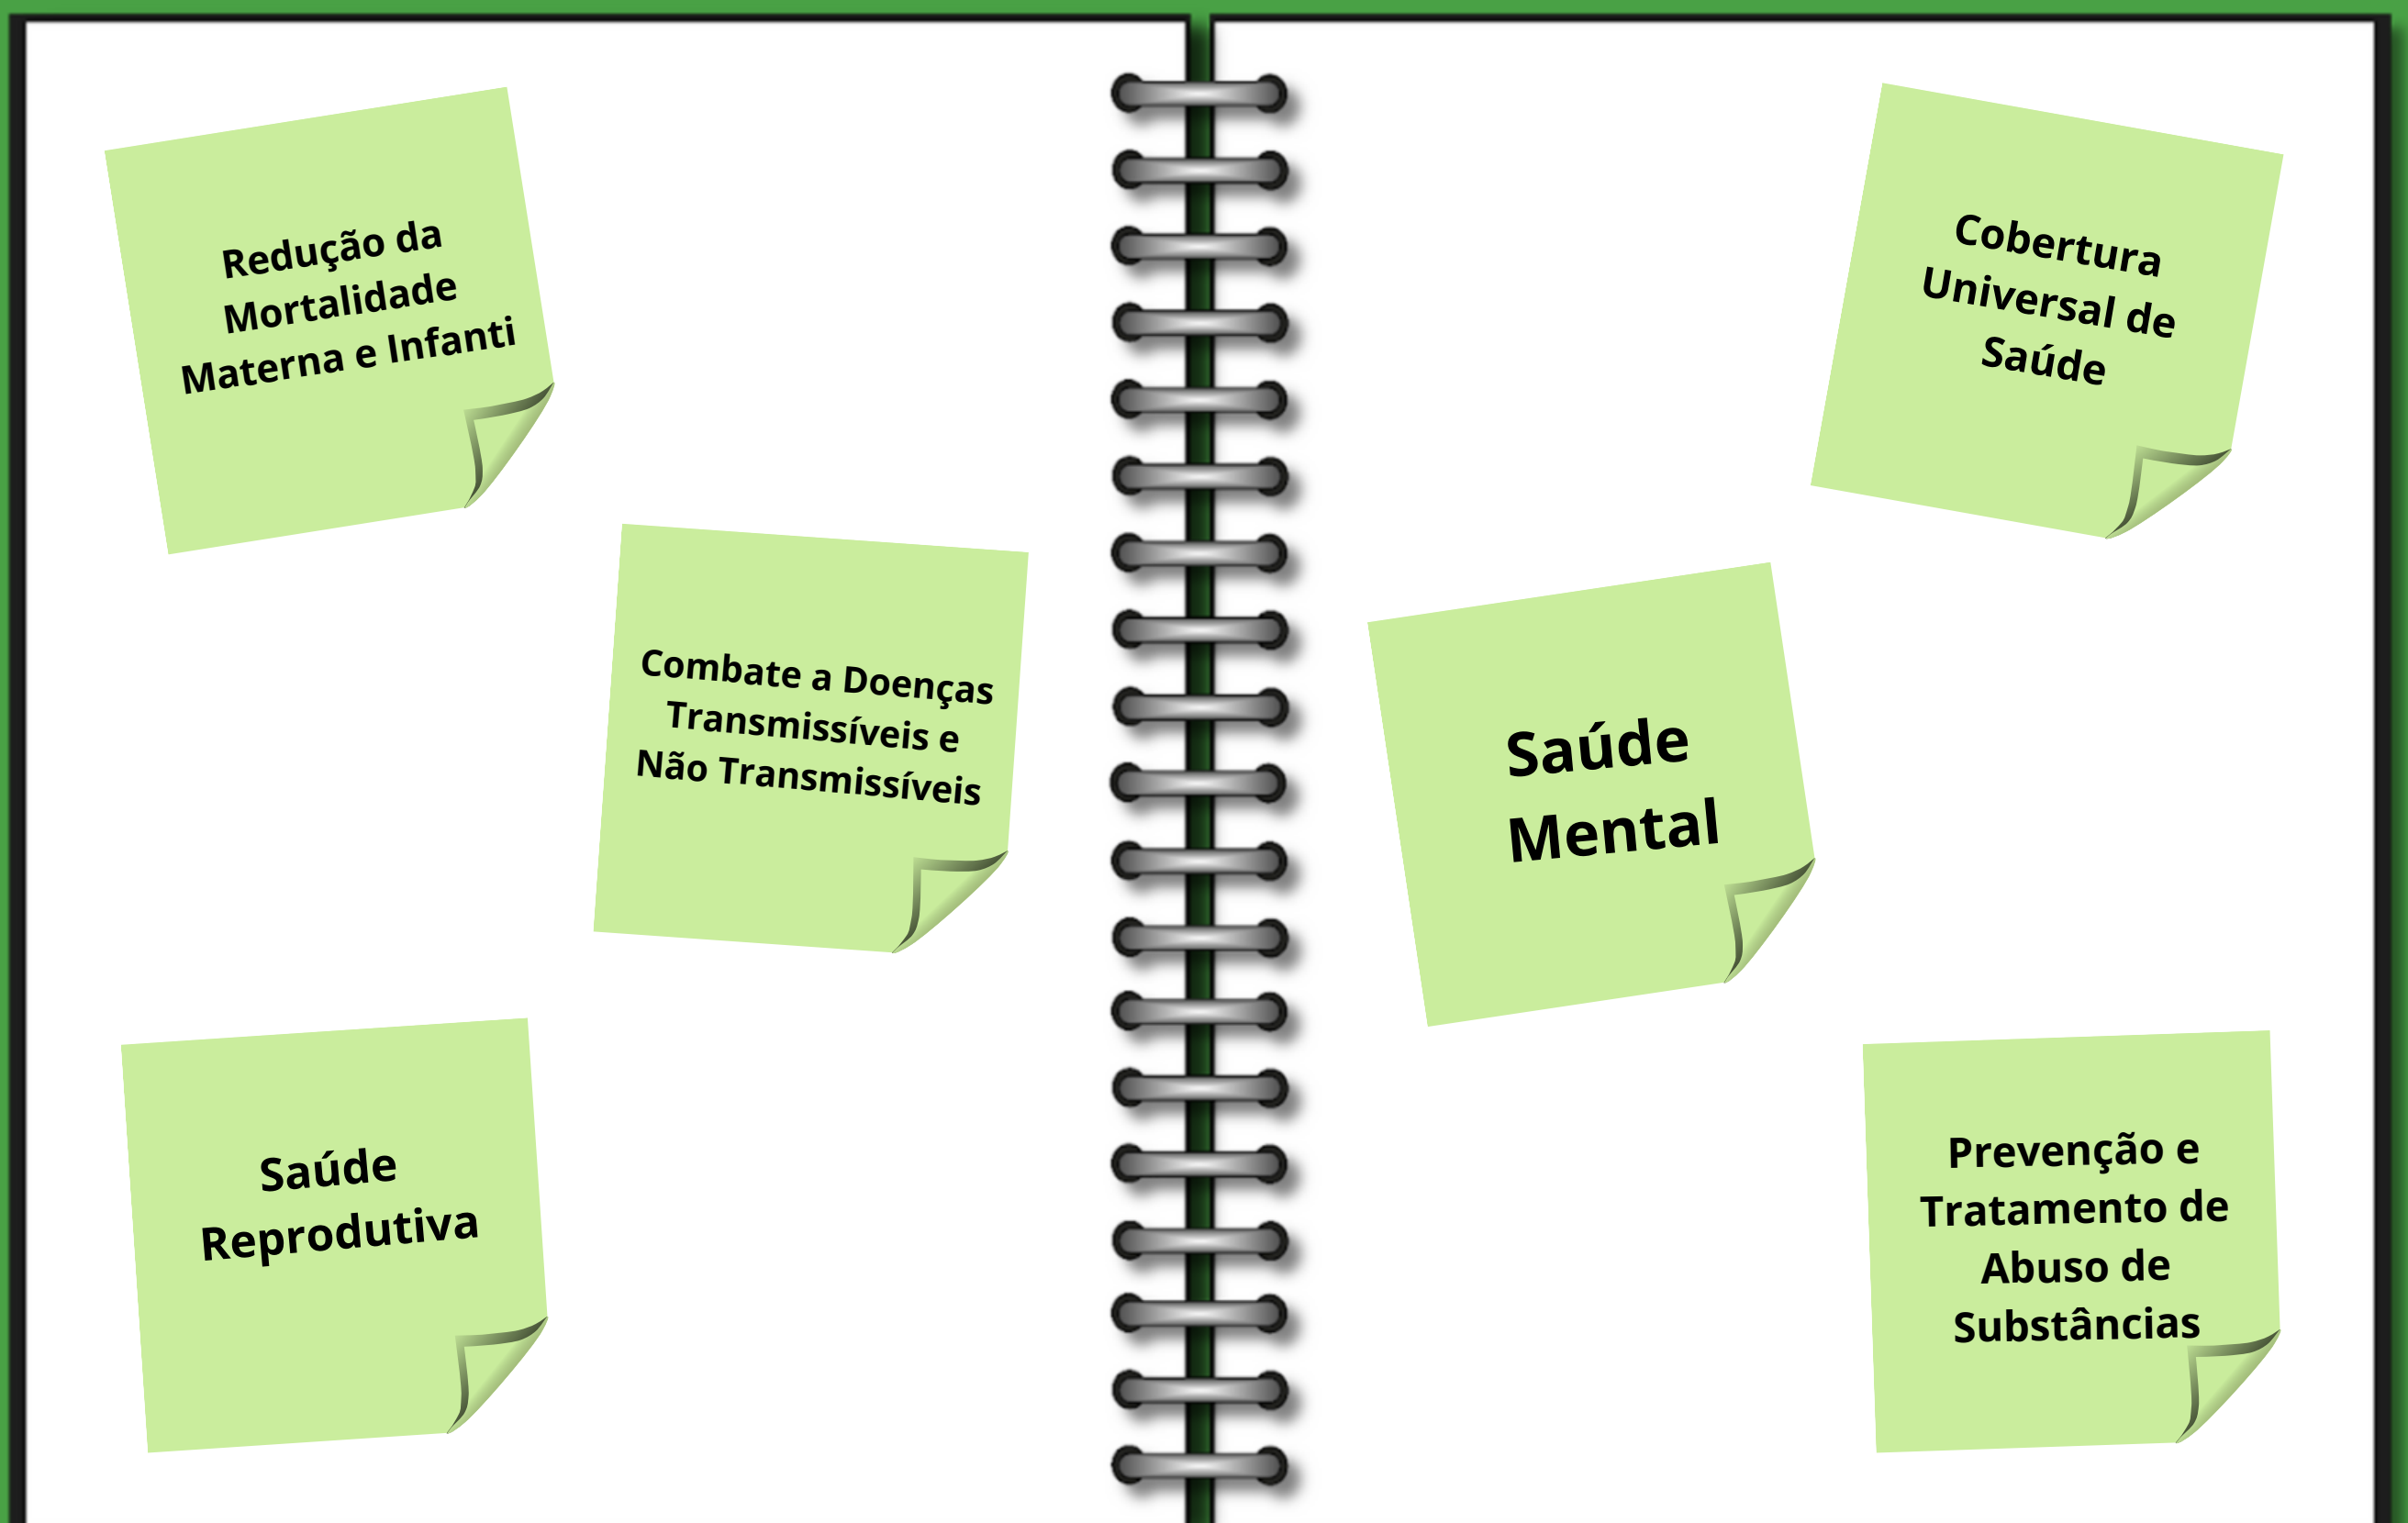 Redução da
Mortalidade
Materna e Infanti
Combate a Doenças
Transmissíveis e
Não Transmissíveis
Saúde
Reprodutiva
Cobertura
Universal de
Saúde
Saúde
Mental
Prevenção e
Tratamento de
Abuso de
Substâncias